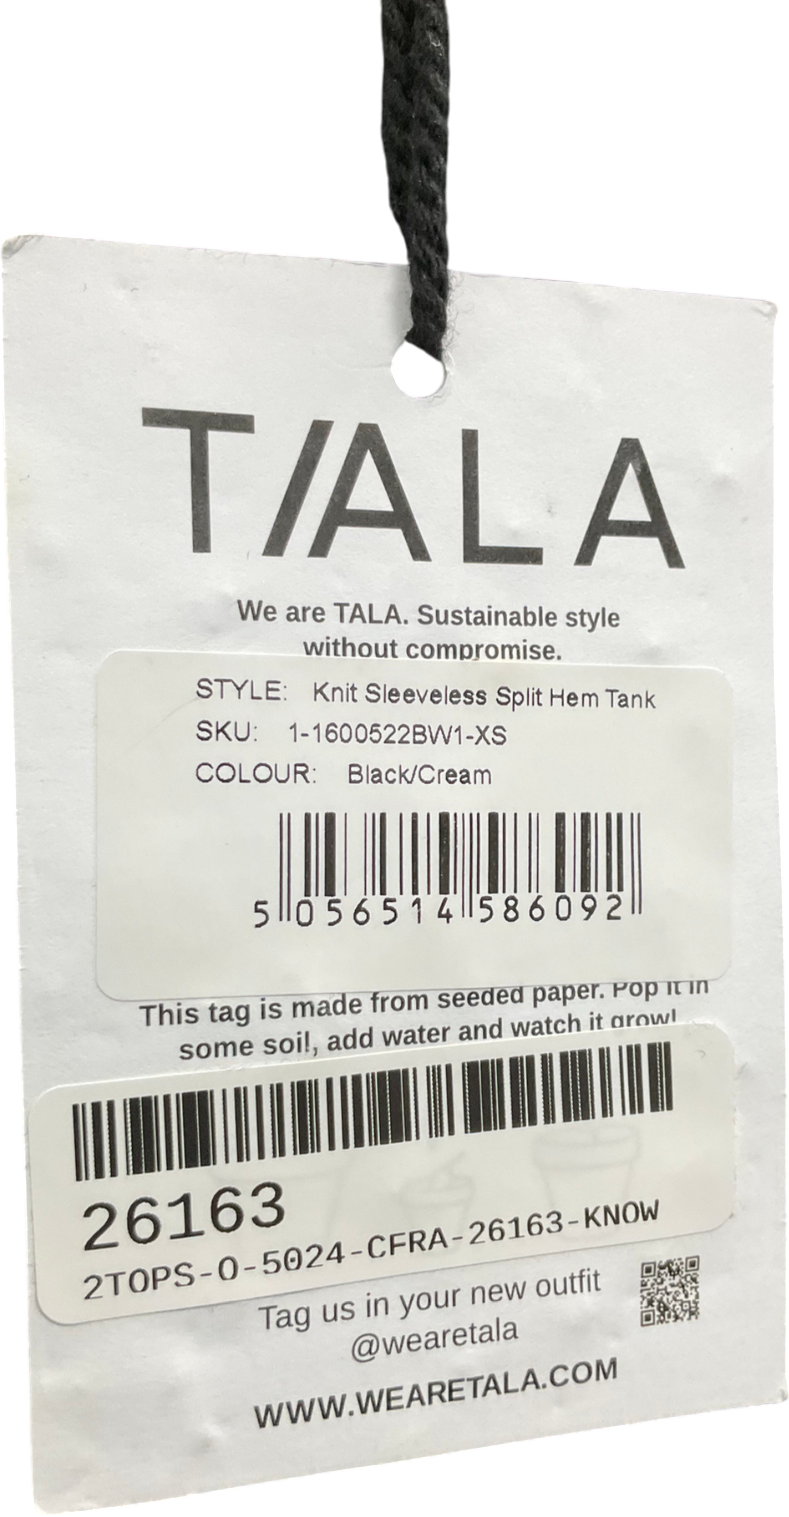 TALA
We are TALA. Sustainable style
without compromise.
STYLE: Knit Sleeveless Split Hem Tank
SKU: 1-1600522BW1-XS
COLOUR: Black/Cream
5 056514 586092
This tag is made from seeded paper. Pop it in
some soil, add water and watch it grow!
26163
2TOPS-O-5024-CFRA-26163-KNOW
Tag us in your new outfit
@wearetala
WWW.WEARETALA.COM